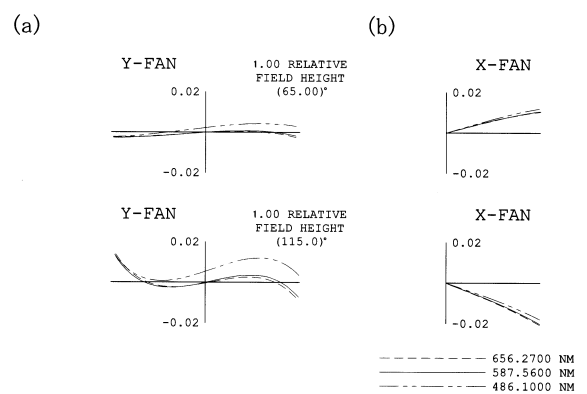 (a)
(b)
Y-FAN
1.00 RELATIVE
FIELD HEIGHT
(65.00)°
X-FAN
0.02
0.02
-0.02
-0.02
Y-FAN
1.00 RELATIVE
FIELD HEIGHT
(115.0)°
X-FAN
0.02
0.02
-0.02
-0.02
656.2700 NM
587.5600 NM
486.1000 NM